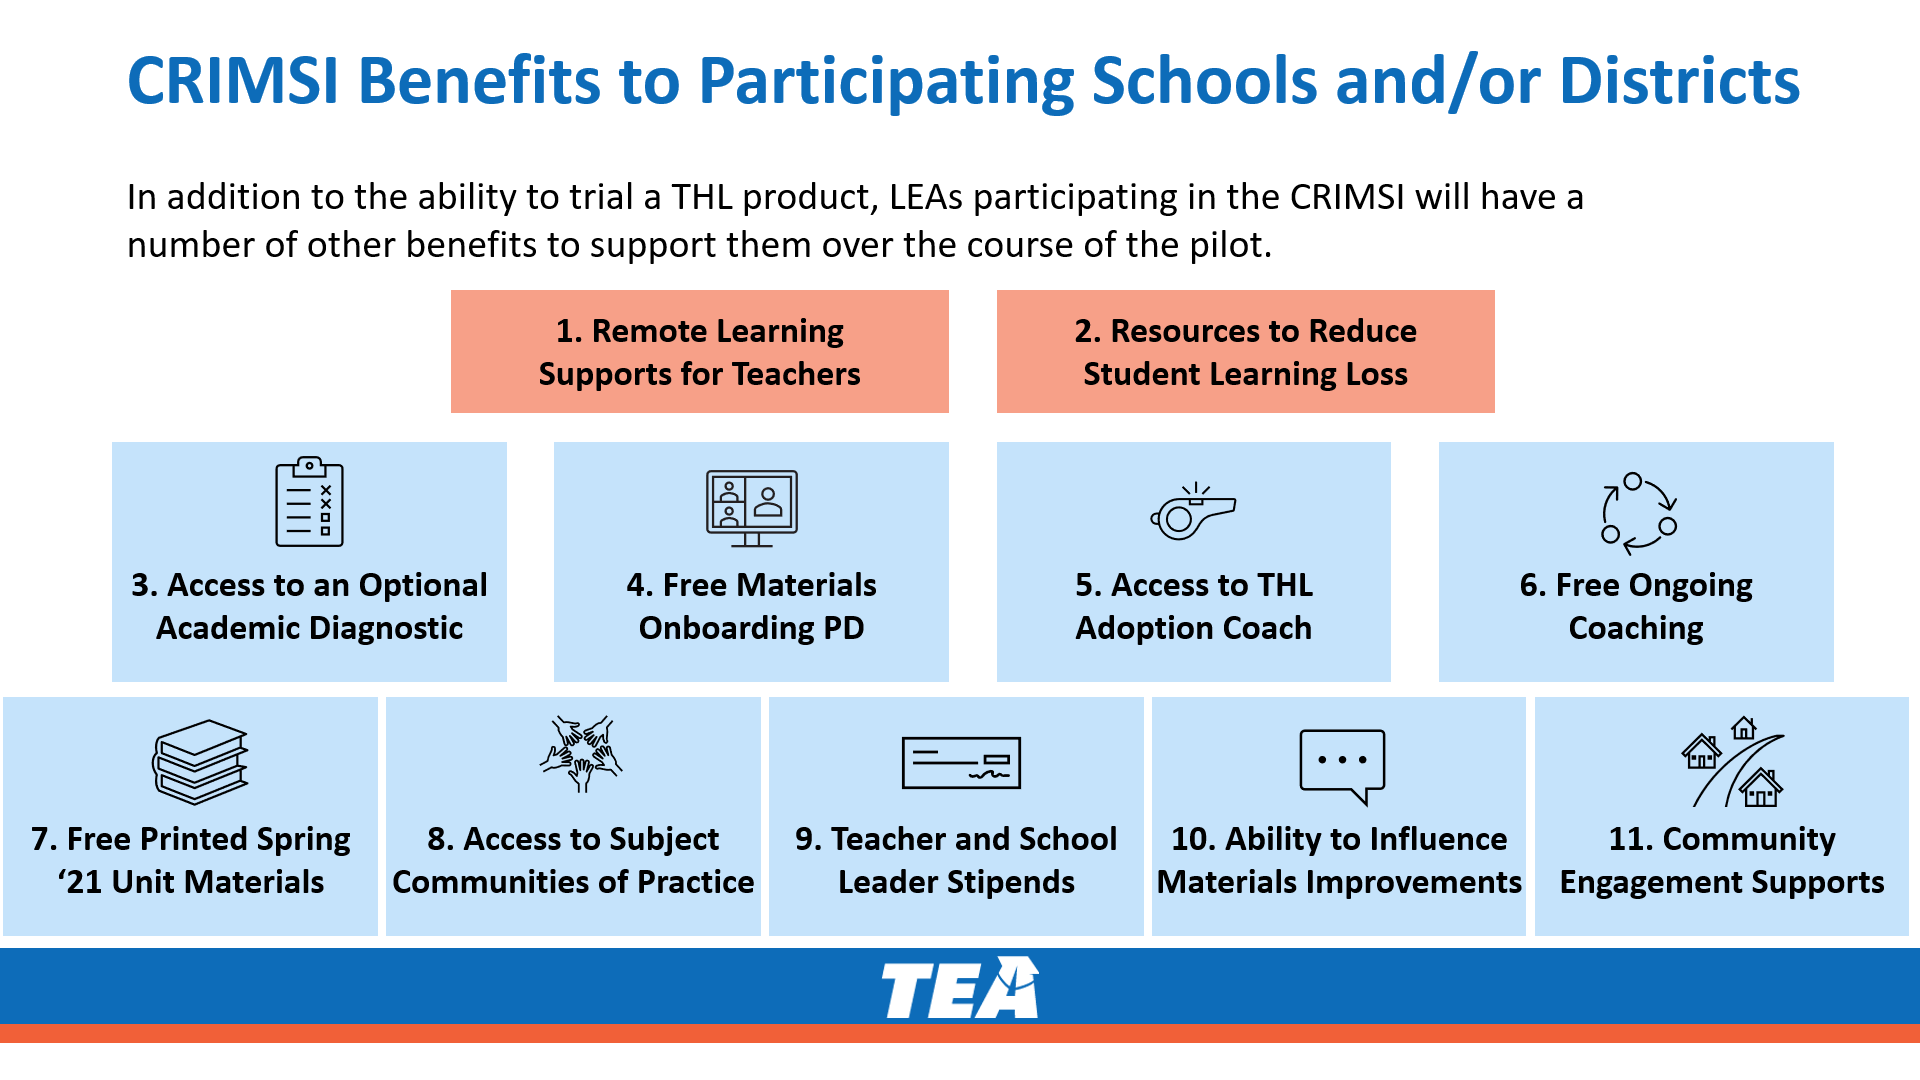 CRIMSI Benefits to Participating Schools and/or Districts
In addition to the ability to trial a THL product, LEAs participating in the CRIMSI will have a
number of other benefits to support them over the course of the pilot.
1. Remote Learning
Supports for Teachers
2. Resources to Reduce
Student Learning Loss
3. Access to an Optional
Academic Diagnostic
4. Free Materials
Onboarding PD
5. Access to THL
Adoption Coach
6. Free Ongoing
Coaching
7. Free Printed Spring
‘21 Unit Materials
8. Access to Subject
Communities of Practice
9. Teacher and School
Leader Stipends
10. Ability to Influence
Materials Improvements
11. Community
Engagement Supports
TEA